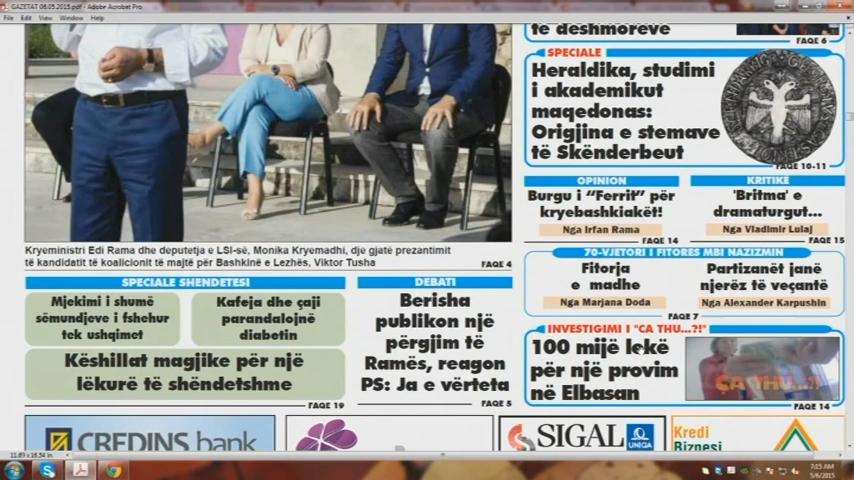 GAZETAT 06.05.2015.pdf - Adobe Acrobat Pro
File Edit View Window Help
të dëshmorëve
FAQE 6
SPECIALE
Heraldika, studimi
i akademikut
maqedonas:
Origjina e stemave
të Skënderbeut
FAQE 10-11
OPINION
Burgu i "Ferrit" për
kryebashkiakët!
Nga Irfan Rama
FAQE 14
KRITIKE
'Britma' e
dramaturgut...
Nga Vladimir Lulaj
FAQE 15
Kryeministri Edi Rama dhe deputetja e LSI-së, Monika Kryemadhi, dje gjatë prezantimit
të kandidatit të koalicionit të majtë për Bashkinë e Lezhës, Viktor Tusha
FAQE 4
70-VJETORI I FITORES MBI NAZIZMIN
Fitorja
e madhe
Nga Marjana Doda
Partizanët janë
njerëz të veçantë
Nga Alexander Karpushin
FAQE 7
SPECIALE SHENDETESI
Mjekimi i shumë
sëmundjeve i fshehur
tek ushqimet
Kafeja dhe çaji
parandalojnë
diabetin
Këshillat magjike për një
lëkurë të shëndetshme
FAQE 19
DEBATI
Berisha
publikon një
përgjim të
Ramës, reagon
PS: Ja e vërteta
FAQE 5
INVESTIGIMI I "ÇA THU...?!"
100 mijë lekë
për një provim
në Elbasan
ÇA THU...?!
FAQE 14
CREDINS bank
SIGAL
UNIQA
Kredi
Biznesi
11.69 x 16.54 in
7:15 AM
5/6/2015